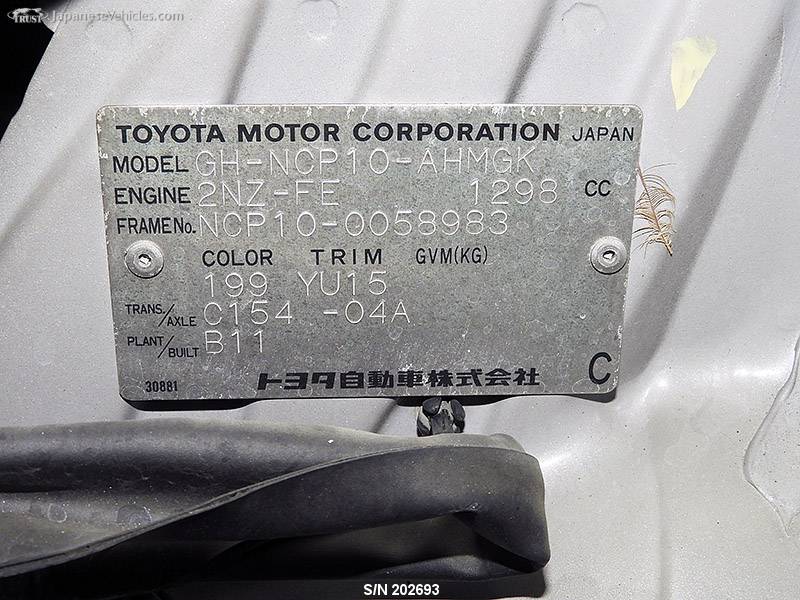 TRUST JapaneseVehicles.com
TOYOTA MOTOR CORPORATION JAPAN
MODEL GH-NCP10-AHMGK
ENGINE 2NZ-FE 1298 CC
FRAME No. NCP10-0058983
COLOR TRIM GVM(KG)
199 YU15
TRANS./AXLE C154 -04A
PLANT/BUILT B11
30881 トヨタ自動車株式会社 C
S/N 202693